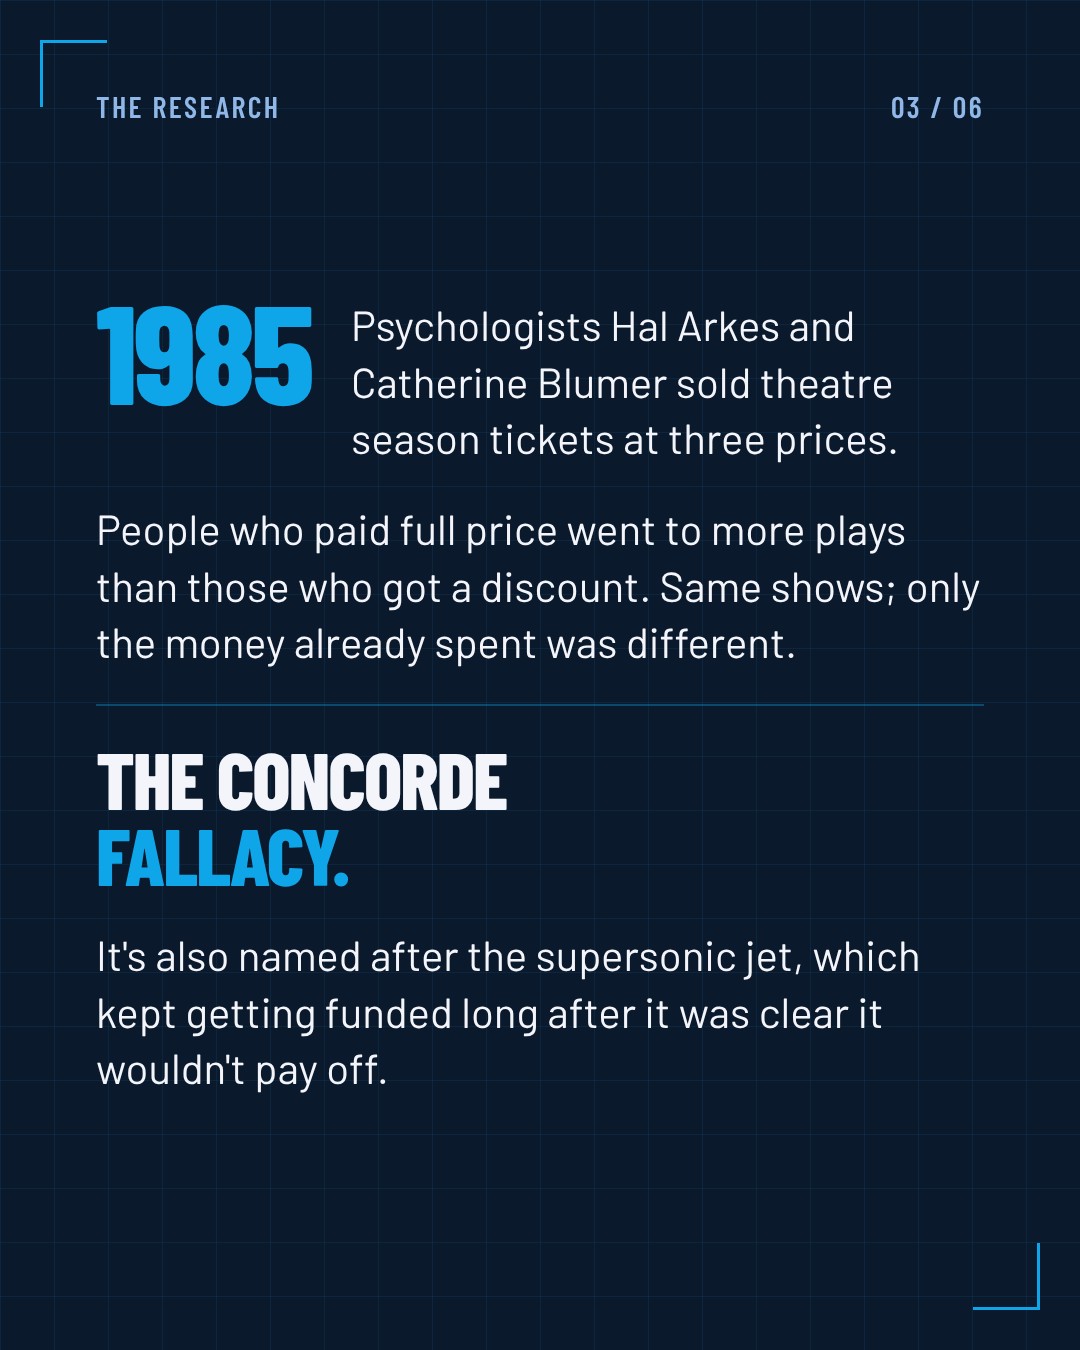 THE RESEARCH
03 / 06
1985
Psychologists Hal Arkes and
Catherine Blumer sold theatre
season tickets at three prices.
People who paid full price went to more plays
than those who got a discount. Same shows; only
the money already spent was different.
THE CONCORDE
FALLACY.
It's also named after the supersonic jet, which
kept getting funded long after it was clear it
wouldn't pay off.